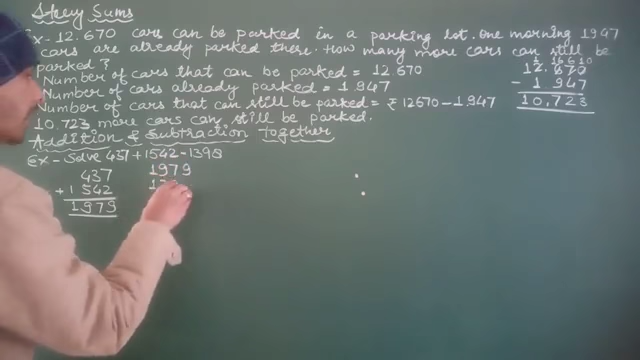 Story Sums
Ex- 12,670 cars can be parked in a parking lot. One morning 1947
cars are already parked there. How many more cars can still be
parked?
Number of cars that can be parked = 12,670
Number of cars already parked = 1,947
Number of cars that can still be parked = ₹ 12670 - 1,947
10,723 more cars can still be parked.
12,670
- 1 947
10,723
Addition & Subtraction Together
Ex- Solve 437 + 1542 - 1398
437
+ 1 542
1979
1979